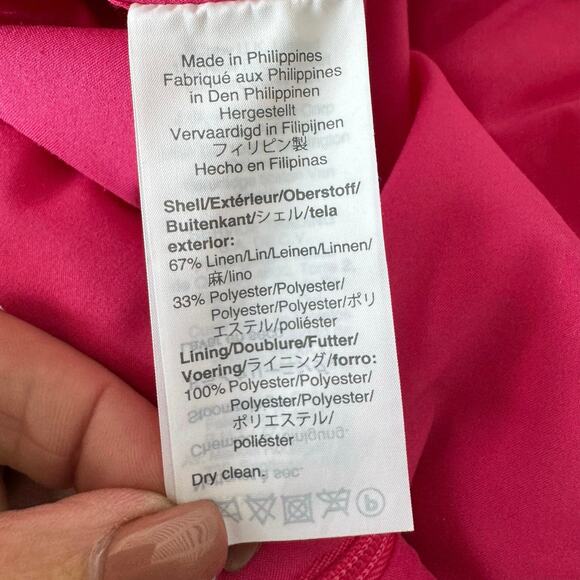 Made in Philippines
Fabriqué aux Philippines
in Den Philippinen
Hergestellt
Vervaardigd in Filipijnen
フィリピン製
Hecho en Filipinas
Shell/Extérieur/Oberstoff/
Buitenkant/シェル/tela
exterior:
67% Linen/Lin/Leinen/Linnen/
麻/lino
33% Polyester/Polyester/
Polyester/Polyester/ポリ
エステル/poliéster
Lining/Doublure/Futter/
Voering/ライニング/forro:
100% Polyester/Polyester/
Polyester/Polyester/
ポリエステル/
poliéster
Dry clean.